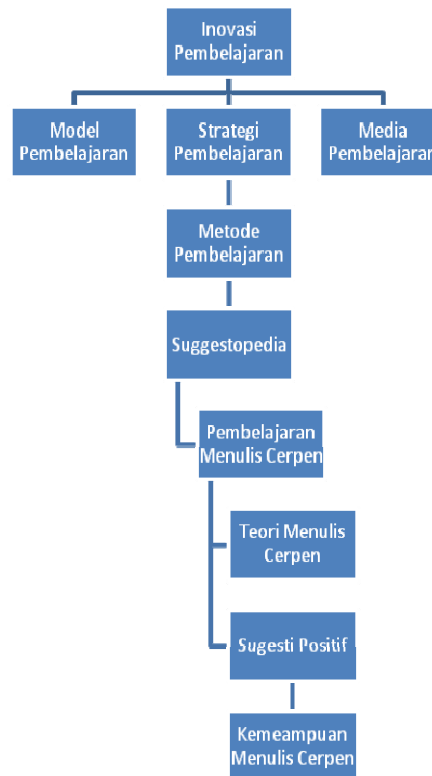 Inovasi
Pembelajaran
Model
Pembelajaran
Strategi
Pembelajaran
Media
Pembelajaran
Metode
Pembelajaran
Suggestopedia
Pembelajaran
Menulis Cerpen
Teori Menulis
Cerpen
Sugesti Positif
Kemeampuan
Menulis Cerpen